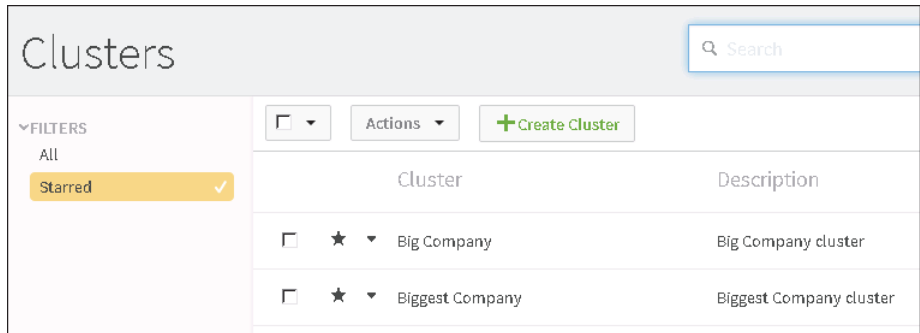 Clusters
Search
FILTERS
All
Starred
Actions
Create Cluster
Cluster Description
Big Company Big Company cluster
Biggest Company Biggest Company cluster